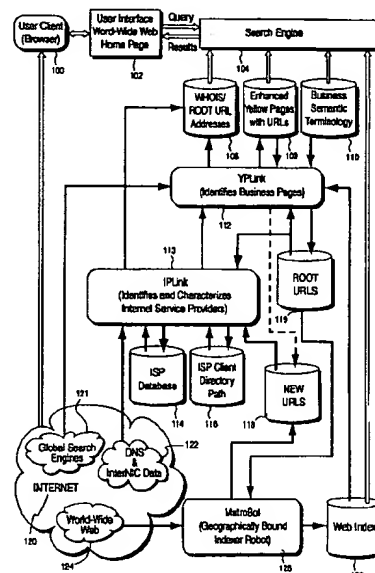 User Client
(Browser)
100
User Interface
Word-Wide Web
Home Page
102
Query
Results
Search Engine
104
WHOIS/
ROOT URL
Addresses
108
Enhanced
Yellow Pages
with URLs
109
Business
Semantic
Terminology
110
YPLink
(Identifies Business Pages)
112
113
IPLink
(Identifies and Characterizes
Internet Service Providers)
ROOT
URLS
119
ISP
Database
114
ISP Client
Directory
Path
116
NEW
URLS
118
121
Global Search
Engines
122
DNS
&
InterNIC Data
INTERNET
120
World-Wide
Web
124
MetroBot
(Geographically Bound
Indexer Robot)
Web Index